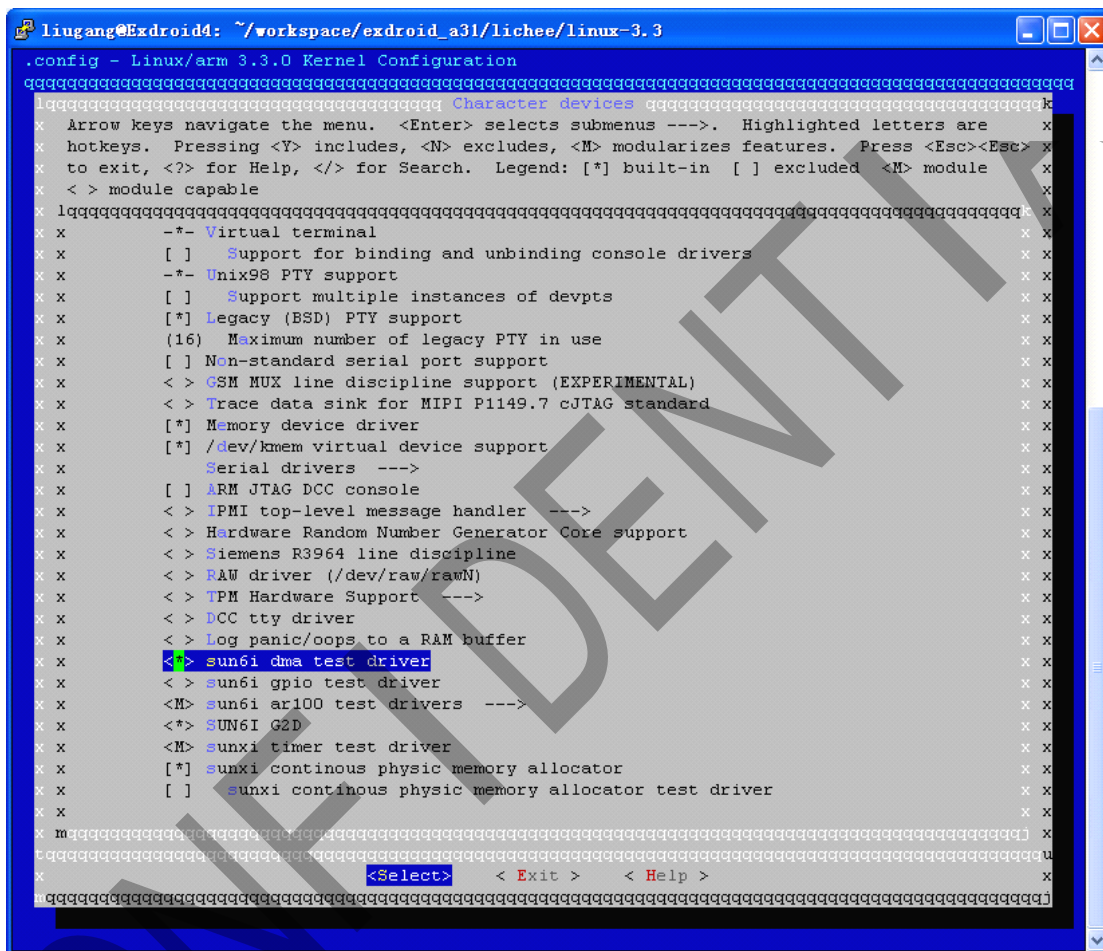 liugang@Exdroid4: ~/workspace/exdroid_a31/lichee/linux-3.3
.config - Linux/arm 3.3.0 Kernel Configuration
Character devices
Arrow keys navigate the menu.  <Enter> selects submenus --->.  Highlighted letters are
hotkeys.  Pressing <Y> includes, <N> excludes, <M> modularizes features.  Press <Esc><Esc>
to exit, <?> for Help, </> for Search.  Legend: [*] built-in  [ ] excluded  <M> module
< > module capable
-*- Virtual terminal
[ ]   Support for binding and unbinding console drivers
-*- Unix98 PTY support
[ ]   Support multiple instances of devpts
[*] Legacy (BSD) PTY support
(16)  Maximum number of legacy PTY in use
[ ] Non-standard serial port support
< > GSM MUX line discipline support (EXPERIMENTAL)
< > Trace data sink for MIPI P1149.7 cJTAG standard
[*] Memory device driver
[*] /dev/kmem virtual device support
Serial drivers  --->
[ ] ARM JTAG DCC console
< > IPMI top-level message handler  --->
< > Hardware Random Number Generator Core support
< > Siemens R3964 line discipline
< > RAW driver (/dev/raw/rawN)
< > TPM Hardware Support  --->
< > DCC tty driver
< > Log panic/oops to a RAM buffer
<*> sun6i dma test driver
< > sun6i gpio test driver
<M> sun6i ar100 test drivers  --->
<*> SUN6I G2D
<M> sunxi timer test driver
[*] sunxi continous physic memory allocator
[ ]   sunxi continous physic memory allocator test driver
<Select>    < Exit >    < Help >